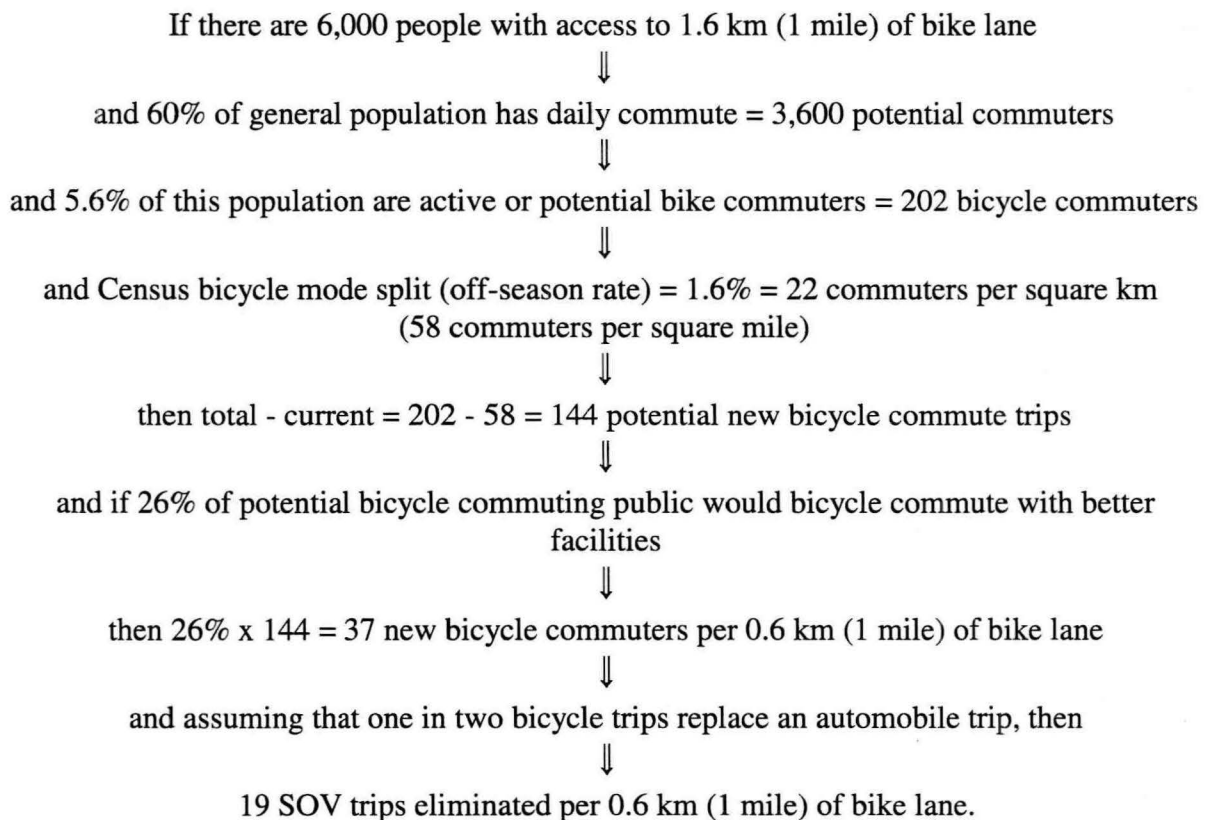 If there are 6,000 people with access to 1.6 km (1 mile) of bike lane
⇓
and 60% of general population has daily commute = 3,600 potential commuters
⇓
and 5.6% of this population are active or potential bike commuters = 202 bicycle commuters
⇓
and Census bicycle mode split (off-season rate) = 1.6% = 22 commuters per square km
(58 commuters per square mile)
⇓
then total - current = 202 - 58 = 144 potential new bicycle commute trips
⇓
and if 26% of potential bicycle commuting public would bicycle commute with better
facilities
⇓
then 26% x 144 = 37 new bicycle commuters per 0.6 km (1 mile) of bike lane
⇓
and assuming that one in two bicycle trips replace an automobile trip, then
⇓
19 SOV trips eliminated per 0.6 km (1 mile) of bike lane.